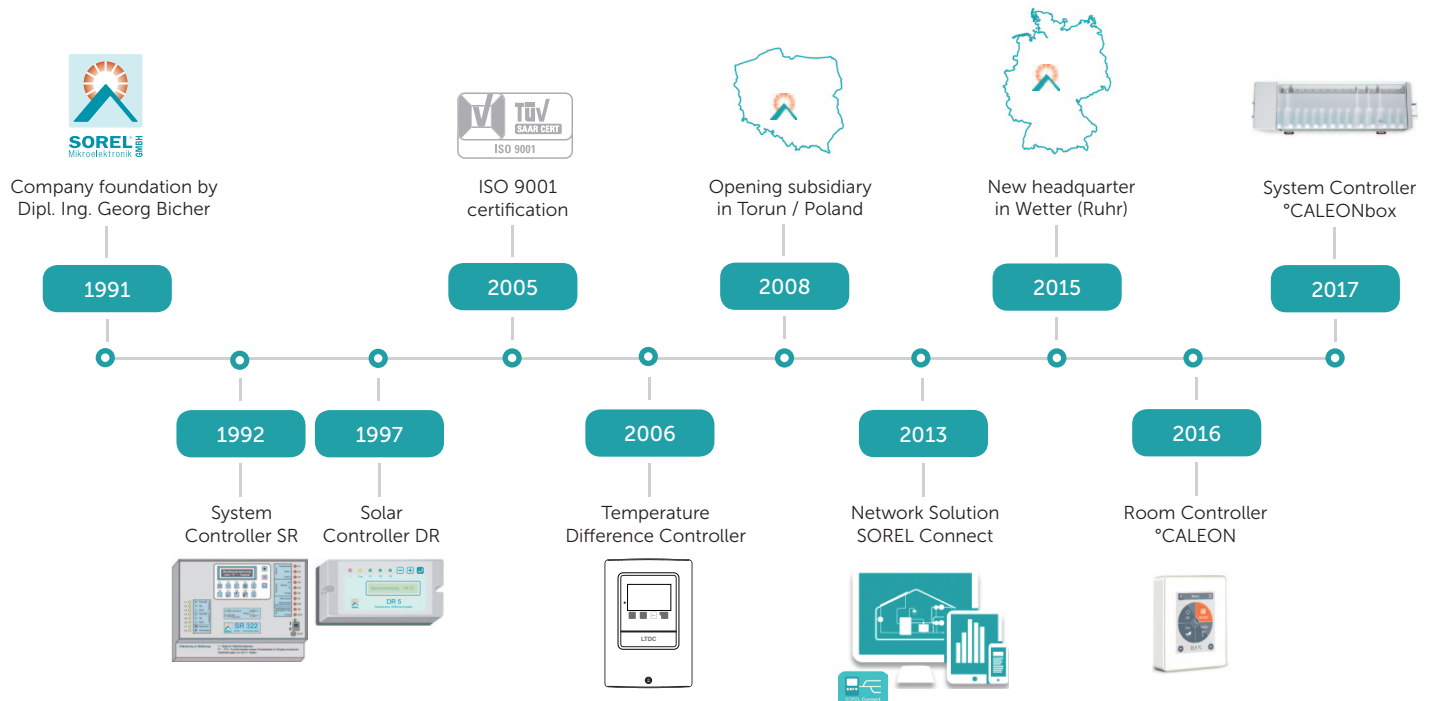 SOREL
Mikroelektronik
GMBH
Company foundation by
Dipl. Ing. Georg Bicher
1991
TÜV
SAAR CERT
ISO 9001
ISO 9001
certification
2005
Opening subsidiary
in Torun / Poland
2008
New headquarter
in Wetter (Ruhr)
2015
System Controller
°CALEONbox
2017
1992
System
Controller SR
SR 322
1997
Solar
Controller DR
DR 5
2006
Temperature
Difference Controller
LTDC
2013
Network Solution
SOREL Connect
SOREL Connect
2016
Room Controller
°CALEON